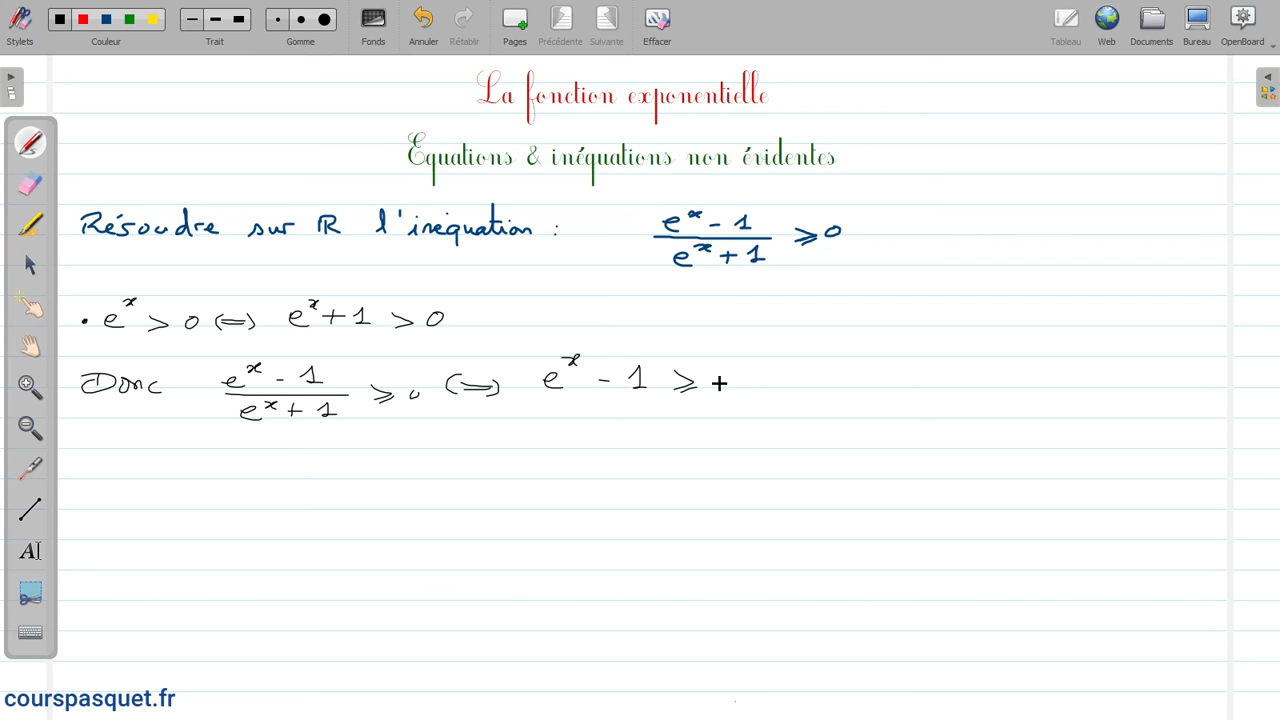 Stylets Couleur Trait Gomme Fonds Annuler Rétablir Pages Précédente Suivante Effacer Tableau Web Documents Bureau OpenBoard
La fonction exponentielle
Equations & inéquations non évidentes
Résoudre sur ℝ l'inéquation : (e^x - 1)/(e^x + 1) ⩾ 0
• e^x > 0 ⟺ e^x + 1 > 0
Donc (e^x - 1)/(e^x + 1) ⩾ 0 ⟺ e^x - 1 ⩾
AI
courspasquet.fr